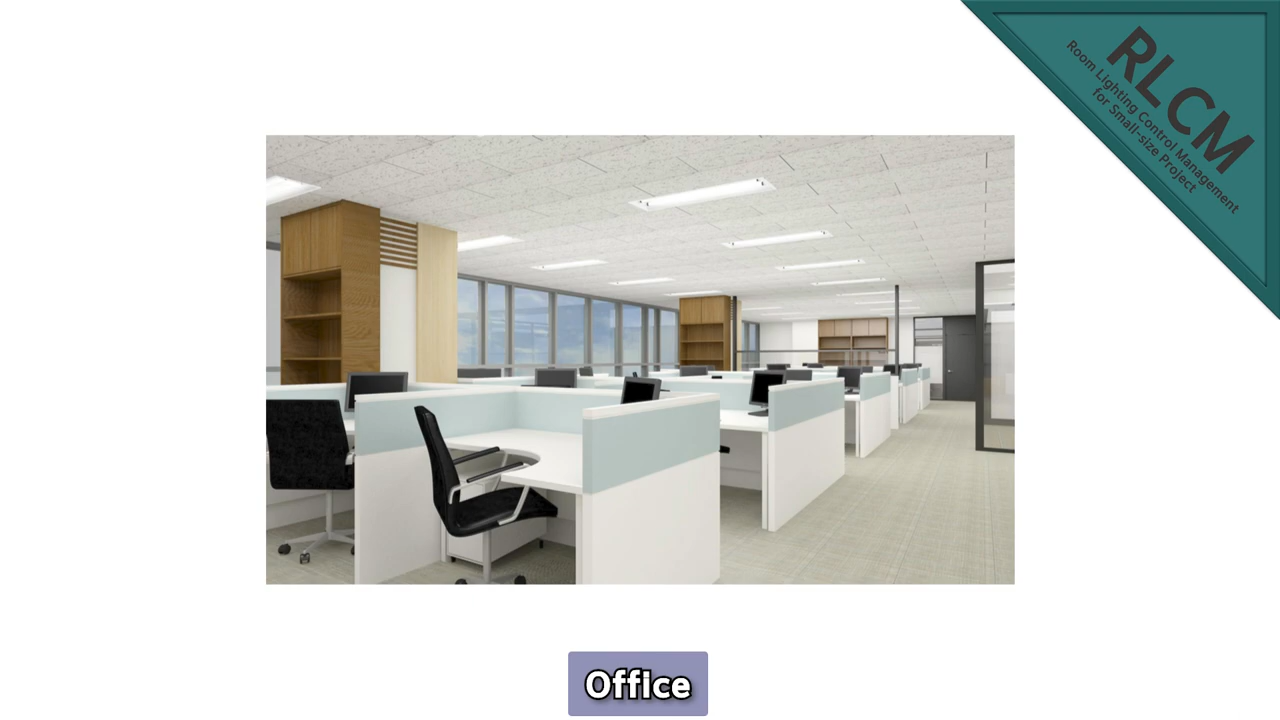 RLCM
Room Lighting Control Management
for Small-size Project
Office